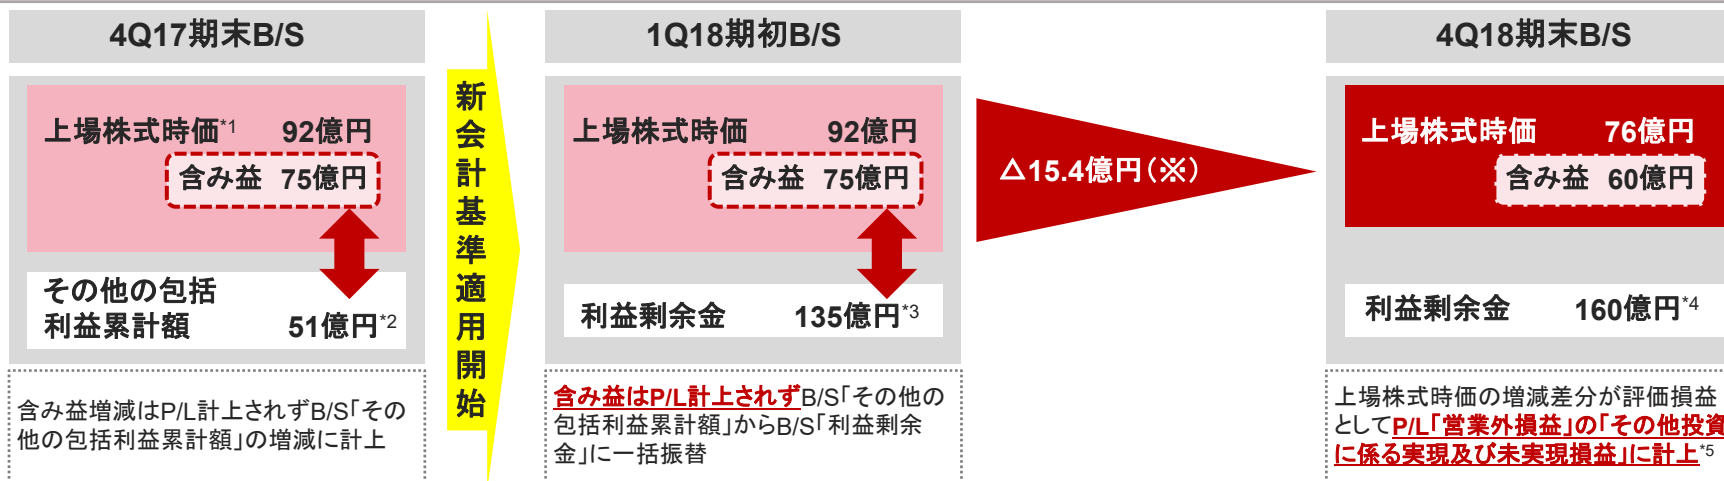 4Q17期末B/S
上場株式時価*1 92億円
含み益 75億円
その他の包括
利益累計額 51億円*2
含み益増減はP/L計上されずB/S「その
他の包括利益累計額」の増減に計上
新会計基準適用開始
1Q18期初B/S
上場株式時価 92億円
含み益 75億円
利益剰余金 135億円*3
含み益はP/L計上されずB/S「その他の
包括利益累計額」からB/S「利益剰余
金」に一括振替
△15.4億円(※)
4Q18期末B/S
上場株式時価 76億円
含み益 60億円
利益剰余金 160億円*4
上場株式時価の増減差分が評価損益
としてP/L「営業外損益」の「その他投資
に係る実現及び未実現損益」に計上*5